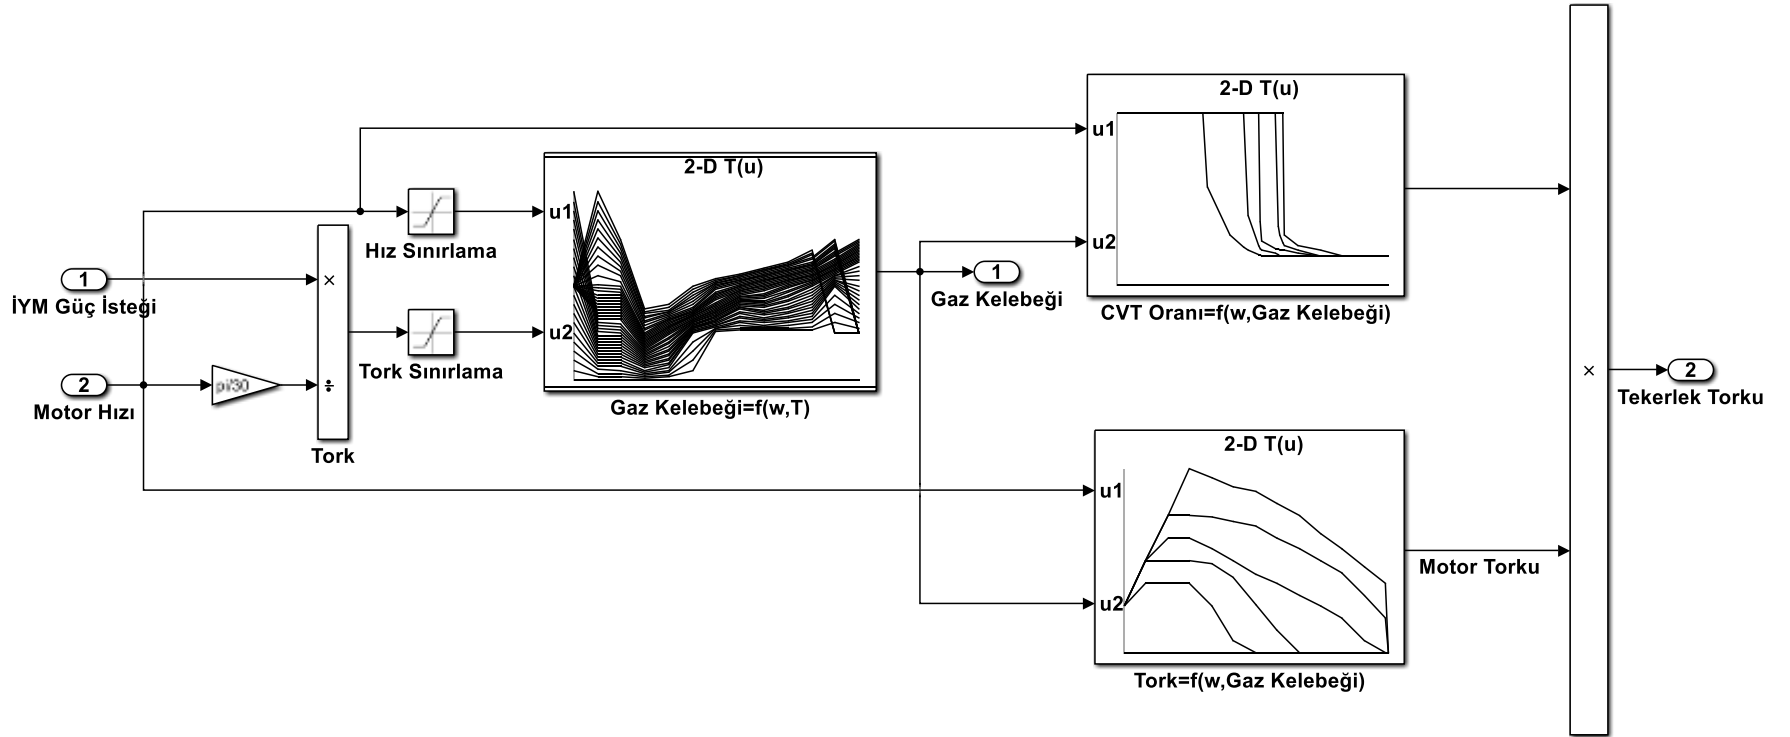 2-D T(u)
u1
u2
CVT Oranı=f(w,Gaz Kelebeği)
2-D T(u)
u1
u2
Gaz Kelebeği=f(w,T)
Hız Sınırlama
1
İYM Güç İsteği
×
÷
Tork
Tork Sınırlama
2
Motor Hızı
pi/30
1
Gaz Kelebeği
2-D T(u)
u1
u2
Tork=f(w,Gaz Kelebeği)
Motor Torku
×
2
Tekerlek Torku